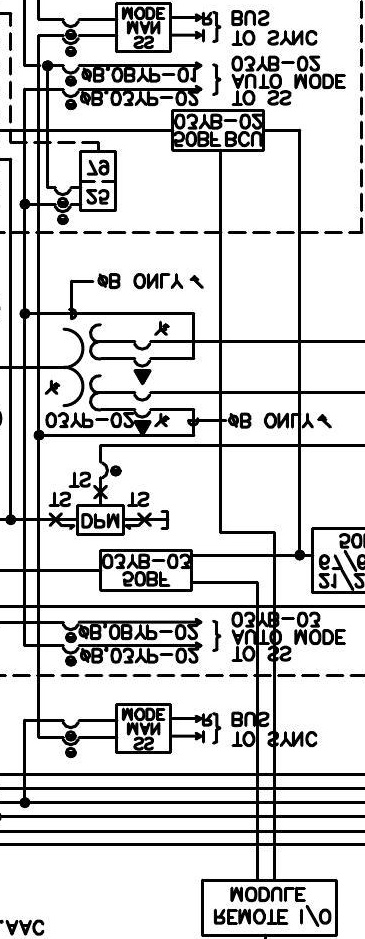 .AAC
REMOTE I/O
MODULE
SS
MAN
MODE
TO SYNC
R
BUS
TO SS
AUTO MODE
03YB-03
ØB.03YP-02
ØB.0BYP-02
50BF
03YB-03
21/2
67/6
50
TS
DPM
TS
TS
03YP-02
ØB ONLY
Y
Y
Y
ØB ONLY
25
79
50BF BCU
03YB-02
ØB.03YP-02
ØB.0BYP-01
TO SS
AUTO MODE
03YB-02
SS
MAN
MODE
TO SYNC
R
BUS